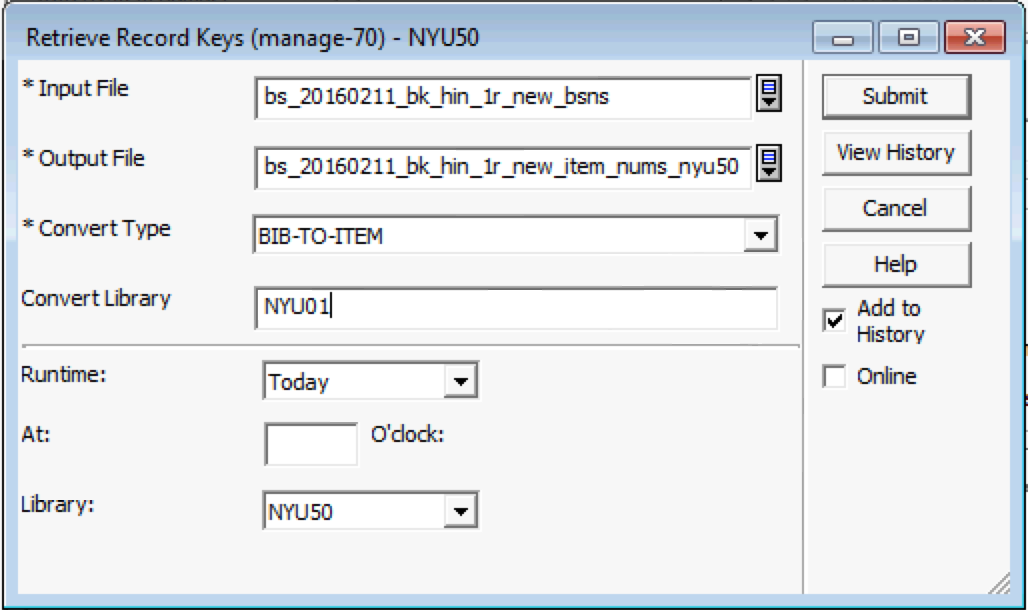 Retrieve Record Keys (manage-70) - NYU50
* Input File
bs_20160211_bk_hin_1r_new_bsns
* Output File
bs_20160211_bk_hin_1r_new_item_nums_nyu50
* Convert Type
BIB-TO-ITEM
Convert Library
NYU01
Runtime:
Today
At:
O'clock:
Library:
NYU50
Submit
View History
Cancel
Help
Add to
History
Online